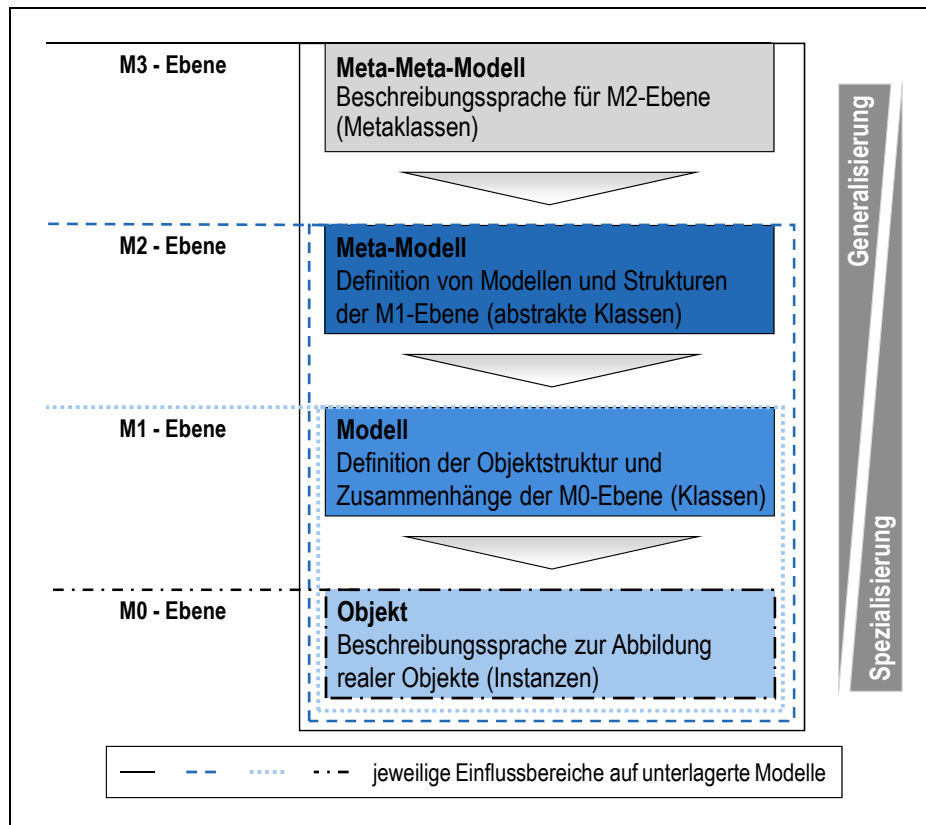 M3 - Ebene
Meta-Meta-Modell
Beschreibungssprache für M2-Ebene
(Metaklassen)
Generalisierung
M2 - Ebene
Meta-Modell
Definition von Modellen und Strukturen
der M1-Ebene (abstrakte Klassen)
M1 - Ebene
Modell
Definition der Objektstruktur und
Zusammenhänge der M0-Ebene (Klassen)
Spezialisierung
M0 - Ebene
Objekt
Beschreibungssprache zur Abbildung
realer Objekte (Instanzen)
jeweilige Einflussbereiche auf unterlagerte Modelle